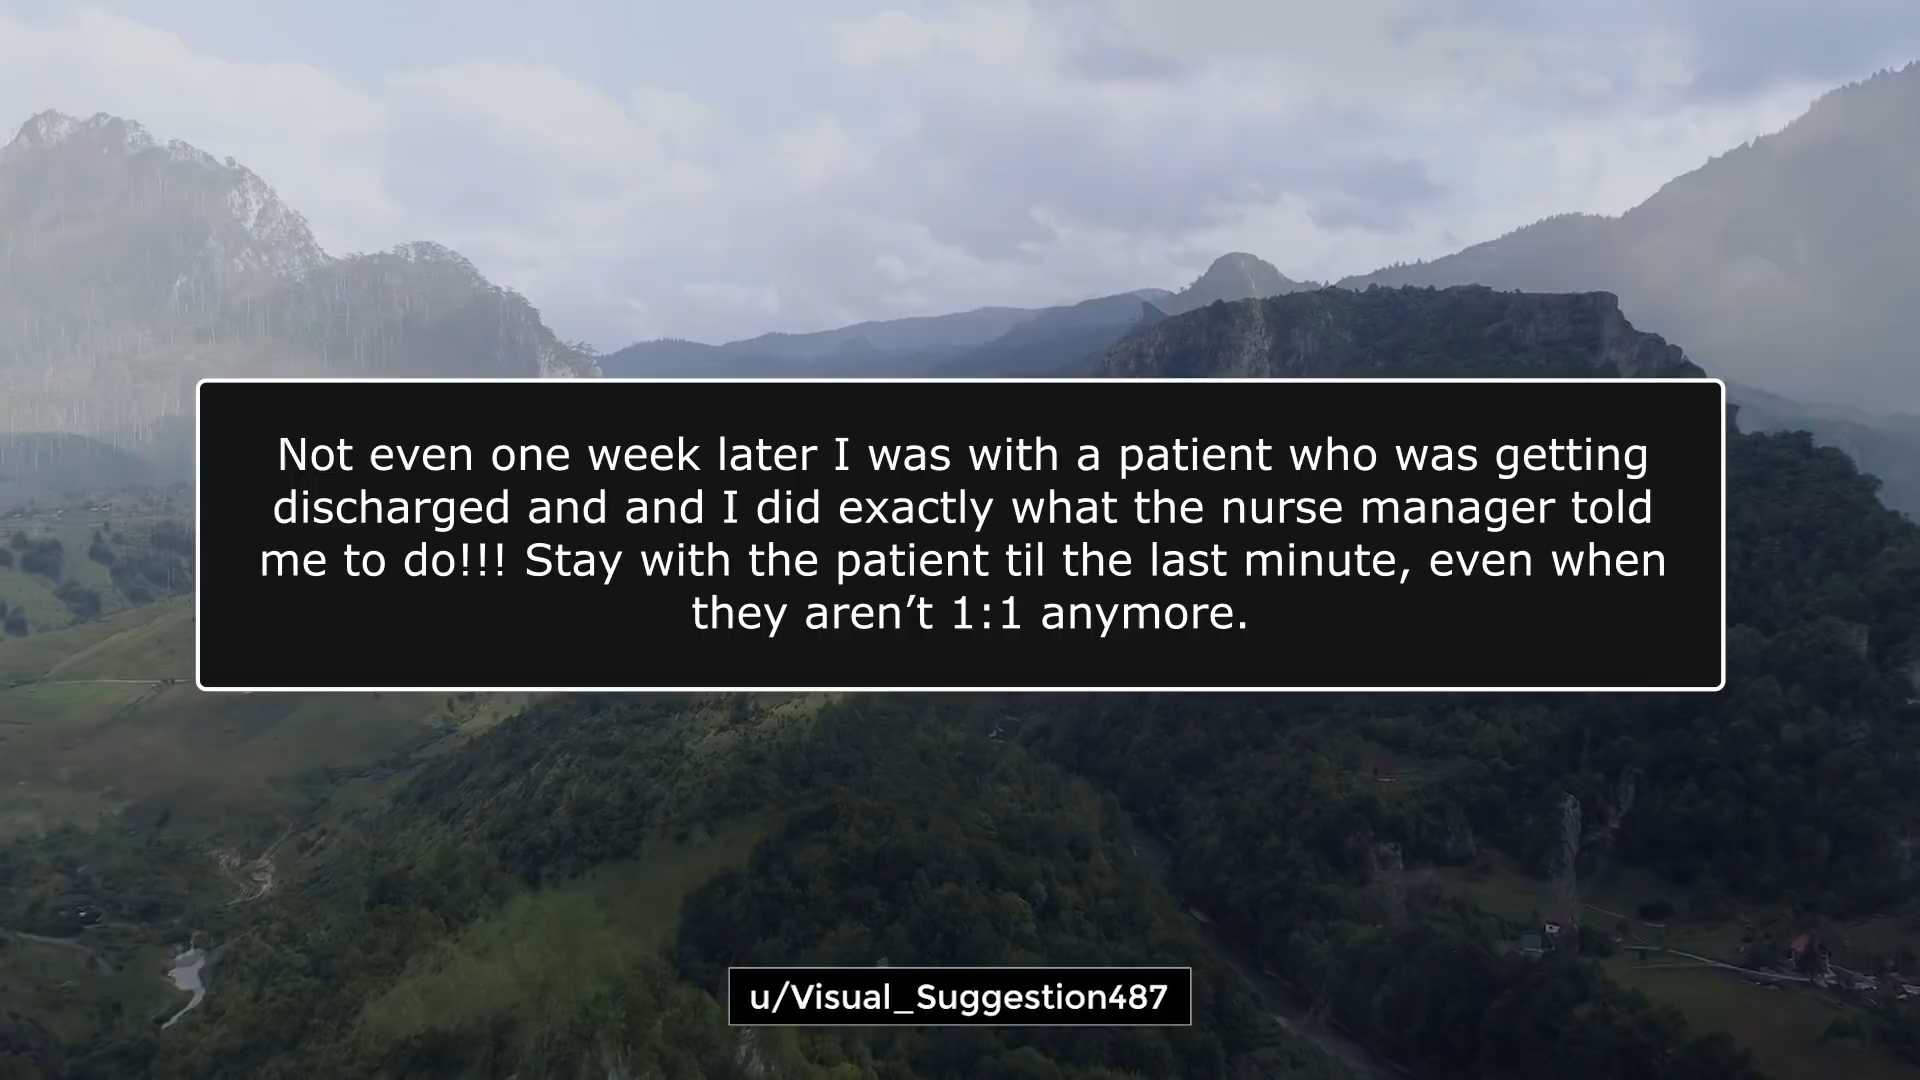 Not even one week later I was with a patient who was getting
discharged and and I did exactly what the nurse manager told
me to do!!! Stay with the patient til the last minute, even when
they aren’t 1:1 anymore.
u/Visual_Suggestion487